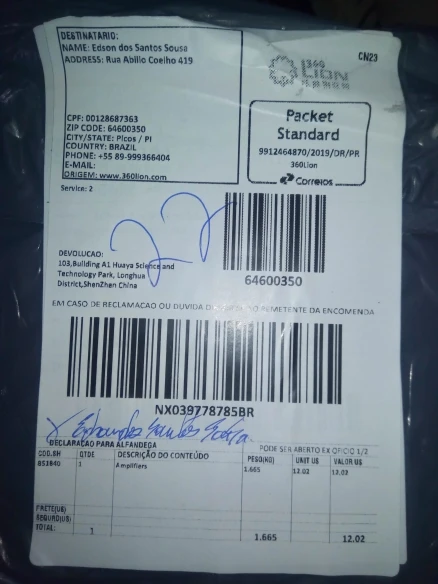 DESTINATARIO:
NAME: Edson dos Santos Sousa
ADDRESS: Rua Abilio Coelho 419
CN23
360
LION
CPF: 00128687363
ZIP CODE: 64600350
CITY/STATE: Picos / PI
COUNTRY: BRAZIL
PHONE: +55 89-999366404
E-MAIL:
ORIGEM: www.360lion.com
Packet
Standard
9912464870/2019/DR/PR
360Lion
Correios
Service: 2
DEVOLUCAO:
103,Building A1 Huaya Science and
Technology Park, Longhua
District,ShenZhen China
64600350
EM CASO DE RECLAMACAO OU DUVIDA REMETENTE DA ENCOMENDA
NX039778785BR
DECLARAÇÃO PARA ALFANDEGA
PODE SER ABERTO EX OFICIO 1/2
COD.SH QTDE DESCRIÇÃO DO CONTEÚDO PESO(KG) UNIT U$ VALOR U$
851840 1 Amplifiers 1.665 12.02 12.02
FRETE(U$)
SEGURO(U$)
TOTAL: 1 1.665 12.02